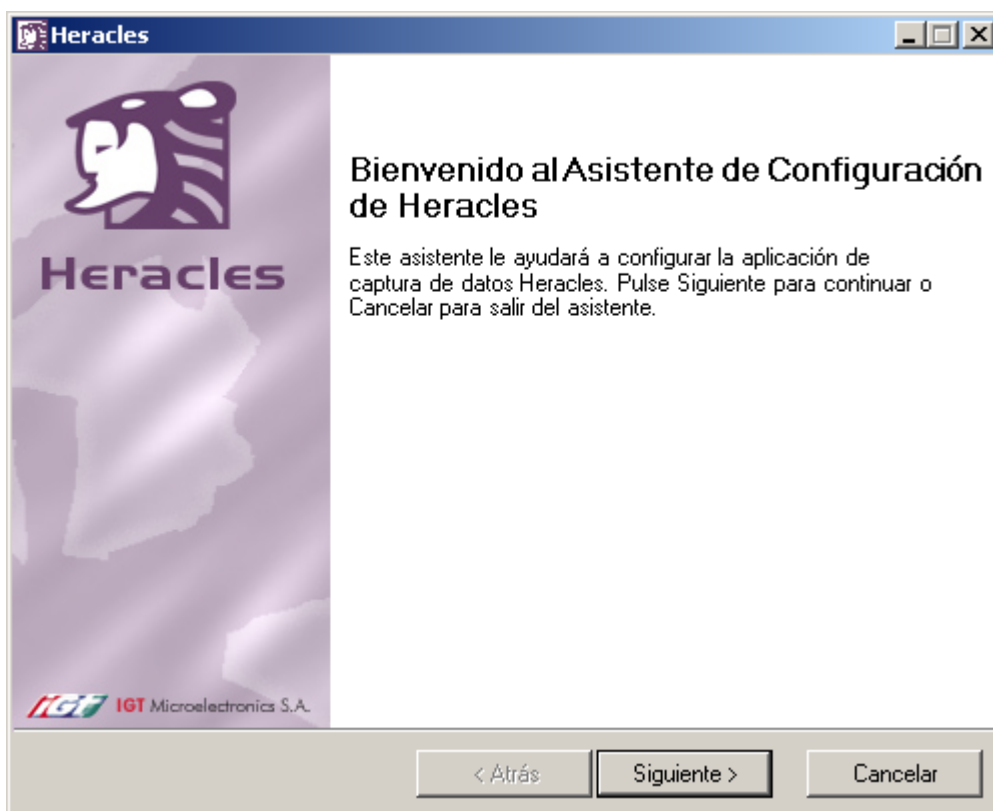 Heracles
Heracles
Bienvenido al Asistente de Configuración
de Heracles
Este asistente le ayudará a configurar la aplicación de
captura de datos Heracles. Pulse Siguiente para continuar o
Cancelar para salir del asistente.
IGT IGT Microelectronics S.A.
< Atrás Siguiente > Cancelar